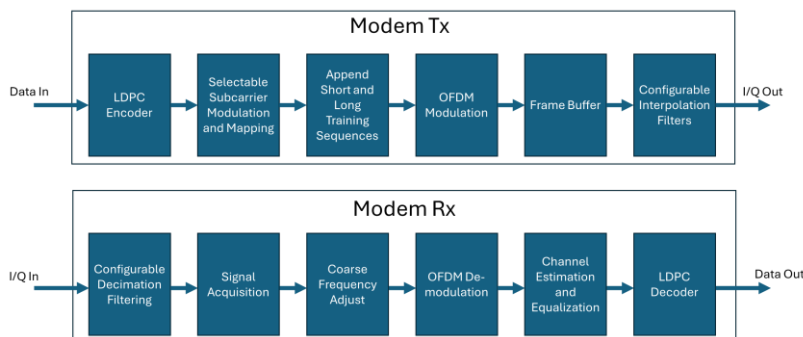 Modem Tx
Data In
LDPC
Encoder
Selectable
Subcarrier
Modulation
and Mapping
Append
Short and
Long
Training
Sequences
OFDM
Modulation
Frame Buffer
Configurable
Interpolation
Filters
I/Q Out
Modem Rx
I/Q In
Configurable
Decimation
Filtering
Signal
Acquisition
Coarse
Frequency
Adjust
OFDM De-
modulation
Channel
Estimation
and
Equalization
LDPC
Decoder
Data Out